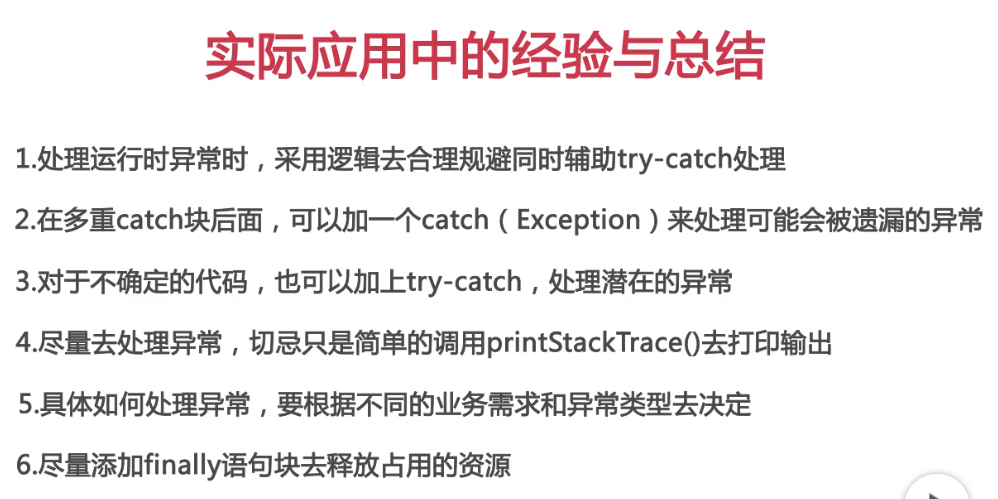 实际应用中的经验与总结
1.处理运行时异常时，采用逻辑去合理规避同时辅助try-catch处理
2.在多重catch块后面，可以加一个catch（Exception）来处理可能会被遗漏的异常
3.对于不确定的代码，也可以加上try-catch，处理潜在的异常
4.尽量去处理异常，切忌只是简单的调用printStackTrace()去打印输出
5.具体如何处理异常，要根据不同的业务需求和异常类型去决定
6.尽量添加finally语句块去释放占用的资源